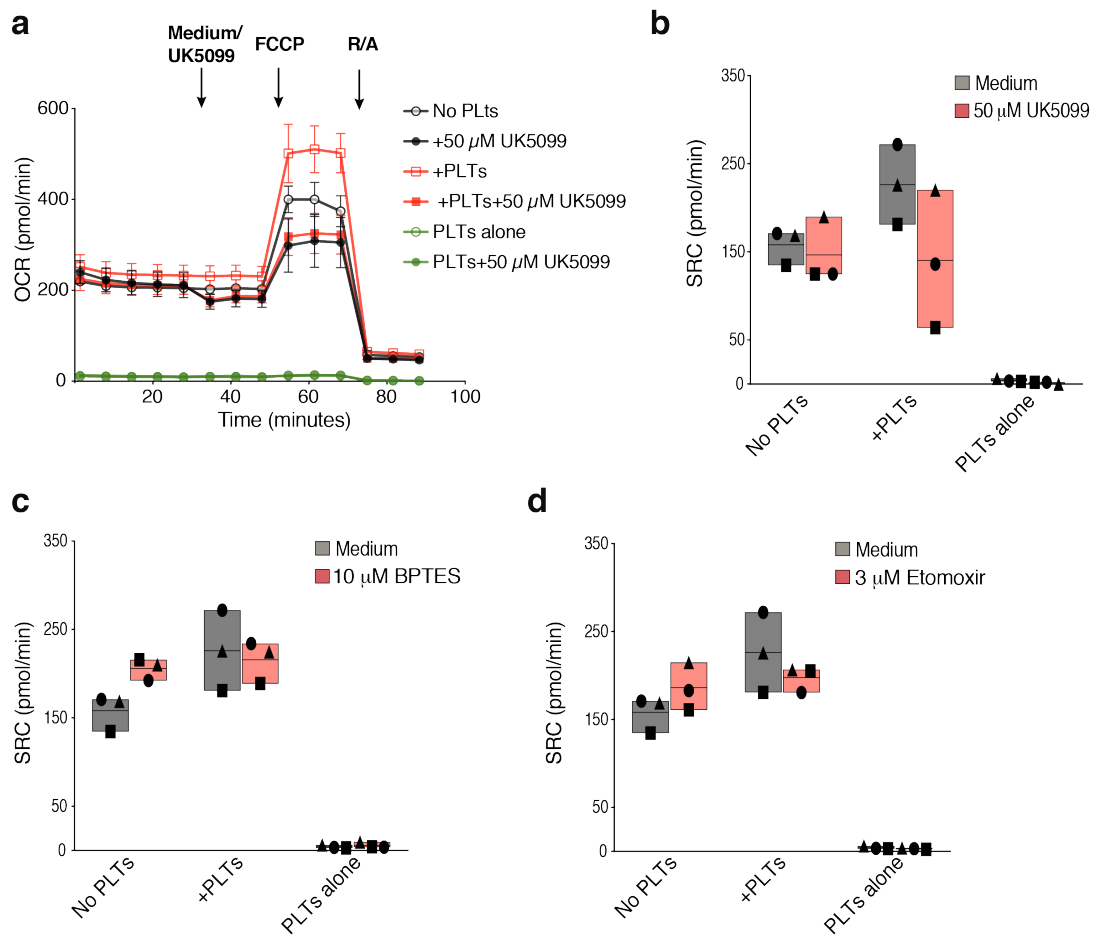 a
Medium/
UK5099
FCCP
R/A
600
400
200
0
20
40
60
80
100
OCR (pmol/min)
Time (minutes)
No PLts
+50 µM UK5099
+PLTs
+PLTs+50 µM UK5099
PLTs alone
PLTs+50 µM UK5099
b
350
250
150
50
0
SRC (pmol/min)
Medium
50 µM UK5099
No PLTs
+PLTs
PLTs alone
c
350
250
150
50
0
SRC (pmol/min)
Medium
10 µM BPTES
No PLTs
+PLTs
PLTs alone
d
350
250
150
50
0
SRC (pmol/min)
Medium
3 µM Etomoxir
No PLTs
+PLTs
PLTs alone